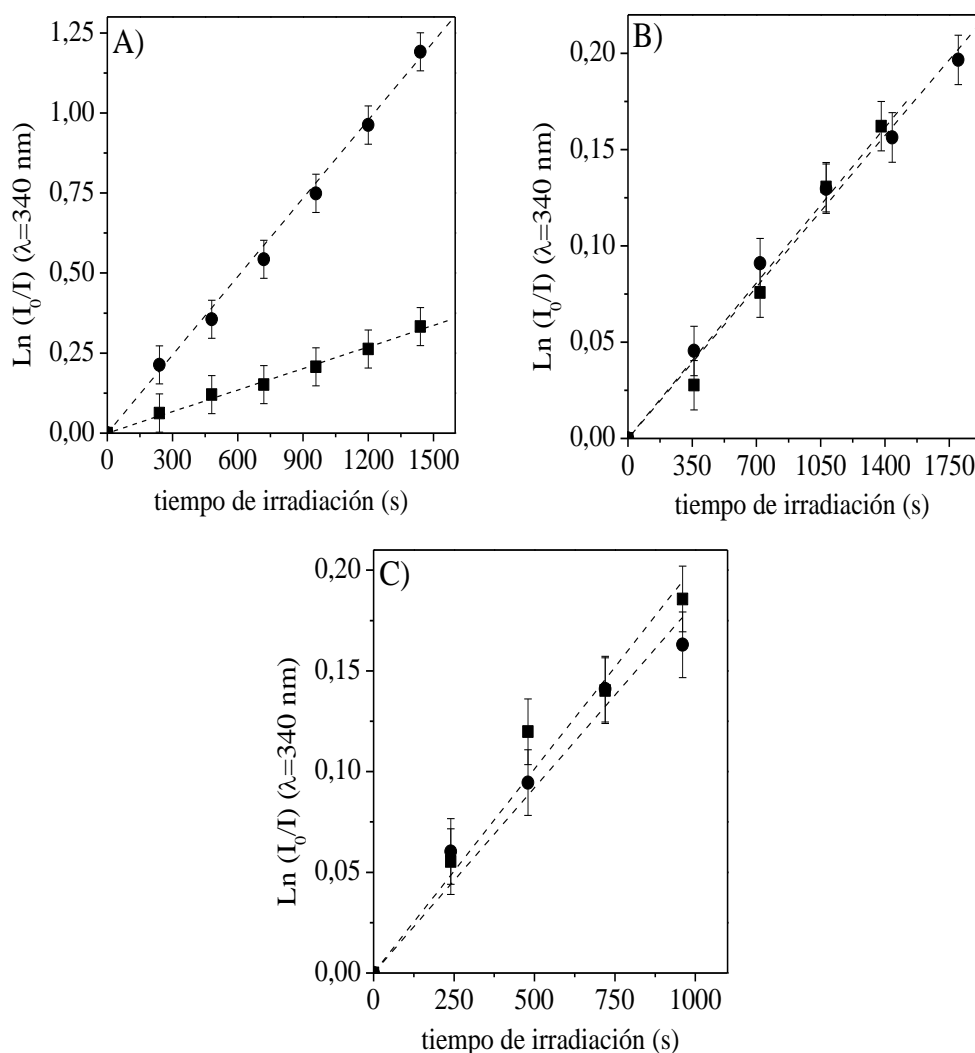 A)
Ln (I₀/I) (λ=340 nm)
1,25
1,00
0,75
0,50
0,25
0,00
0 300 600 900 1200 1500
tiempo de irradiación (s)
B)
Ln (I₀/I) (λ=340 nm)
0,20
0,15
0,10
0,05
0,00
0 350 700 1050 1400 1750
tiempo de irradiación (s)
C)
Ln (I₀/I) (λ=340 nm)
0,20
0,15
0,10
0,05
0,00
0 250 500 750 1000
tiempo de irradiación (s)